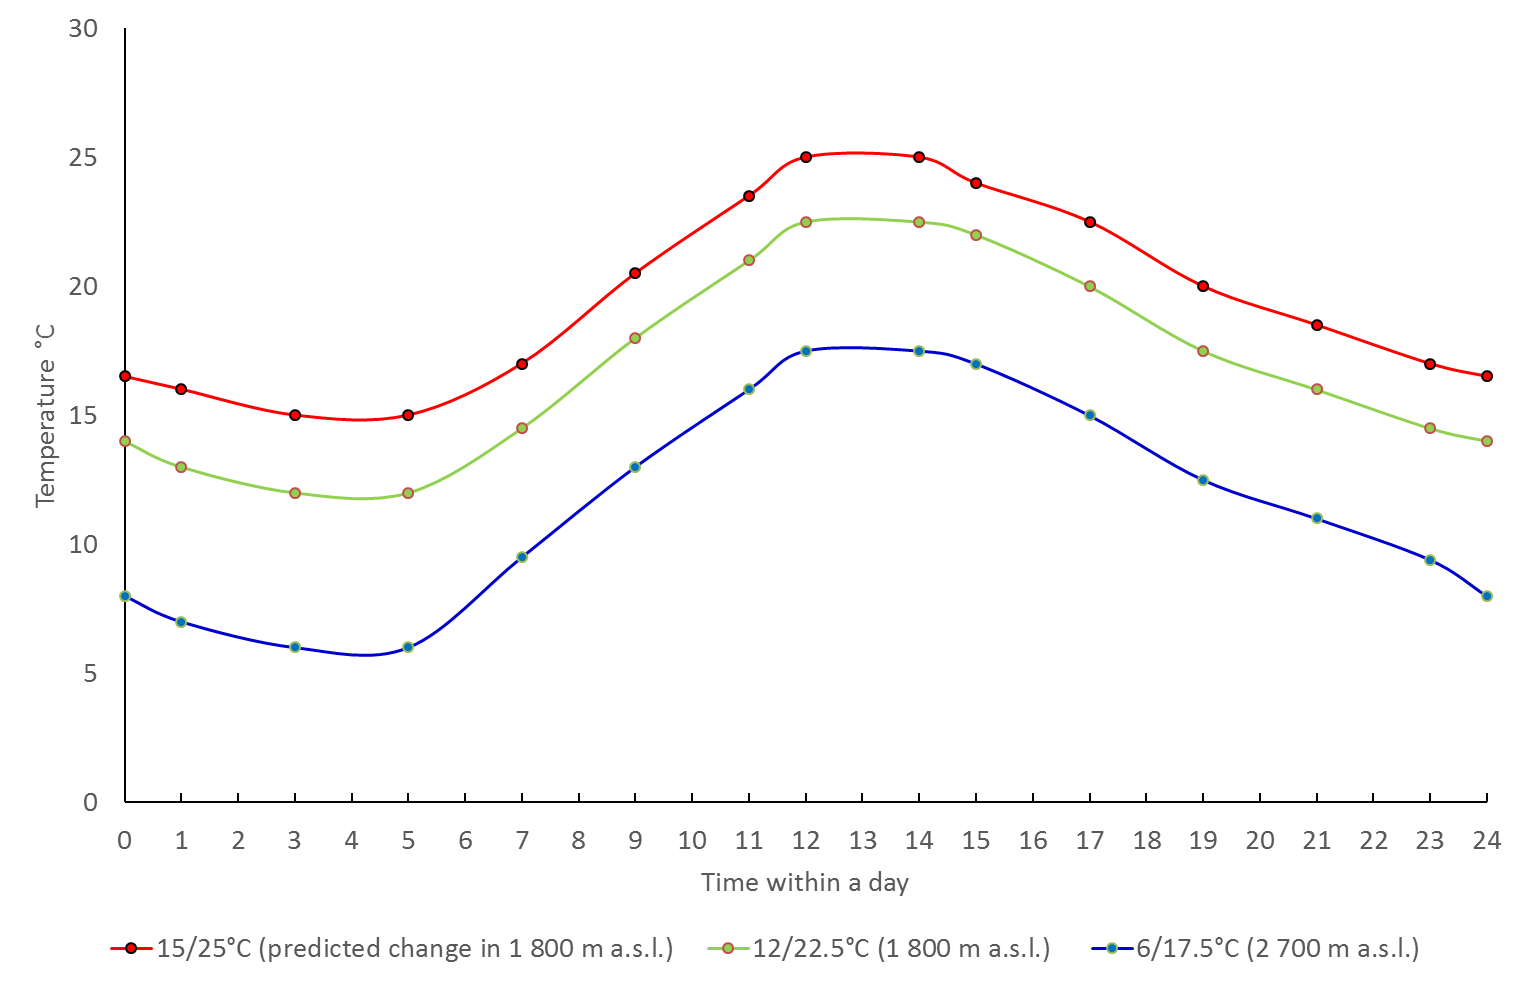 30
25
20
15
10
5
0
Temperature °C
0 1 2 3 4 5 6 7 8 9 10 11 12 13 14 15 17 18 19 20 21 22 23 24
Time within a day
15/25°C (predicted change in 1 800 m a.s.l.) 12/22.5°C (1 800 m a.s.l.) 6/17.5°C (2 700 m a.s.l.)